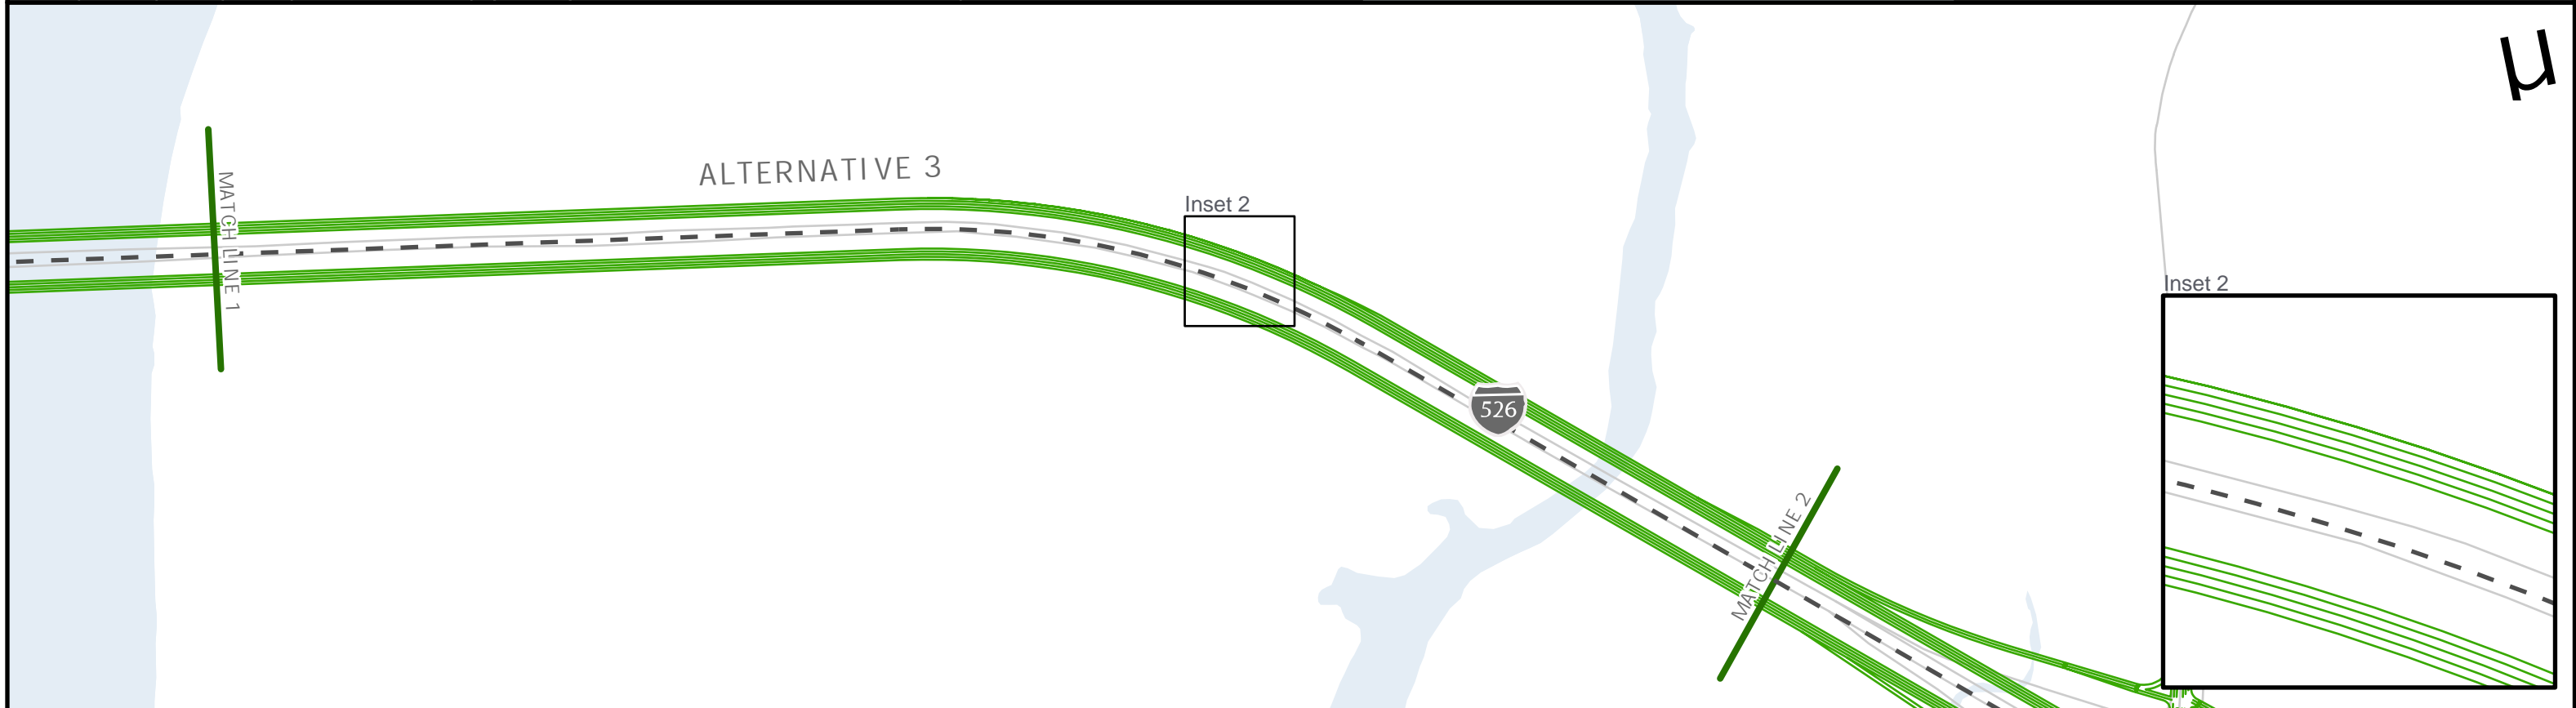 µ
ALTERNATIVE 3
MATCH LINE 1
Inset 2
Inset 2
526
MATCH LINE 2